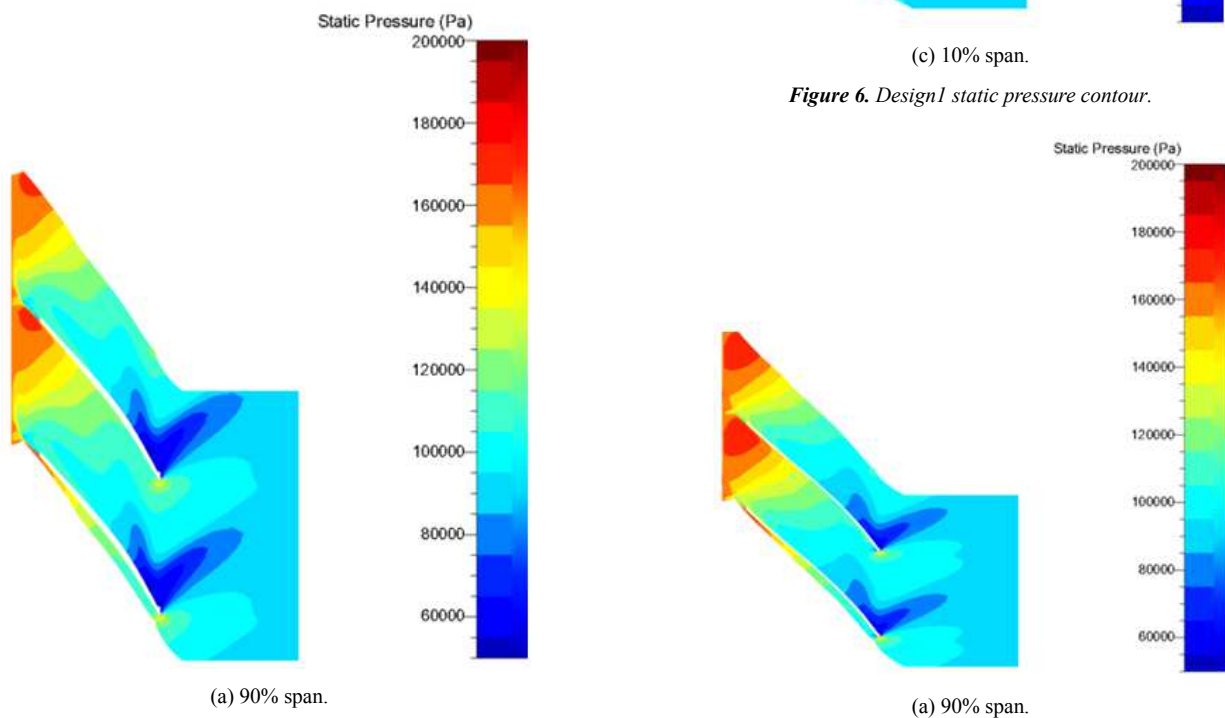 Static Pressure (Pa)
200000
180000
160000
140000
120000
100000
80000
60000
(a) 90% span.
(c) 10% span.
Figure 6. Design1 static pressure contour.
Static Pressure (Pa)
200000
180000
160000
140000
120000
100000
80000
60000
(a) 90% span.